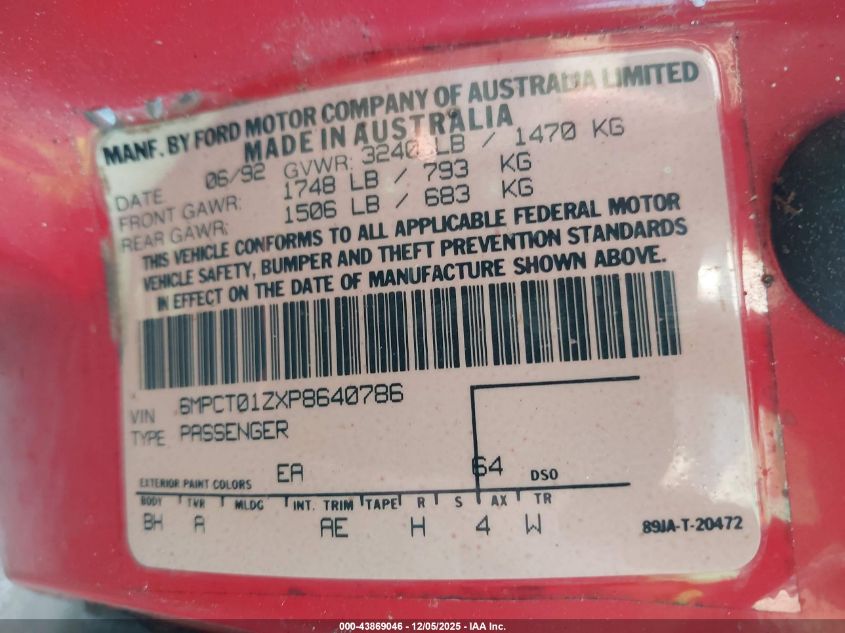 MANF. BY FORD MOTOR COMPANY OF AUSTRALIA LIMITED
MADE IN AUSTRALIA
DATE 06/92 GVWR: 3240 LB / 1470 KG
FRONT GAWR: 1748 LB / 793 KG
REAR GAWR: 1506 LB / 683 KG
THIS VEHICLE CONFORMS TO ALL APPLICABLE FEDERAL MOTOR
VEHICLE SAFETY, BUMPER AND THEFT PREVENTION STANDARDS
IN EFFECT ON THE DATE OF MANUFACTURE SHOWN ABOVE.
VIN 6MPCT01ZXP8640786
TYPE PASSENGER
EXTERIOR PAINT COLORS EA 64 DSO
BODY TVR MLDG INT. TRIM TAPE R S AX TR
BH A AE H 4 W
89JA-T-20472
000-43869046 - 12/05/2025 - IAA Inc.